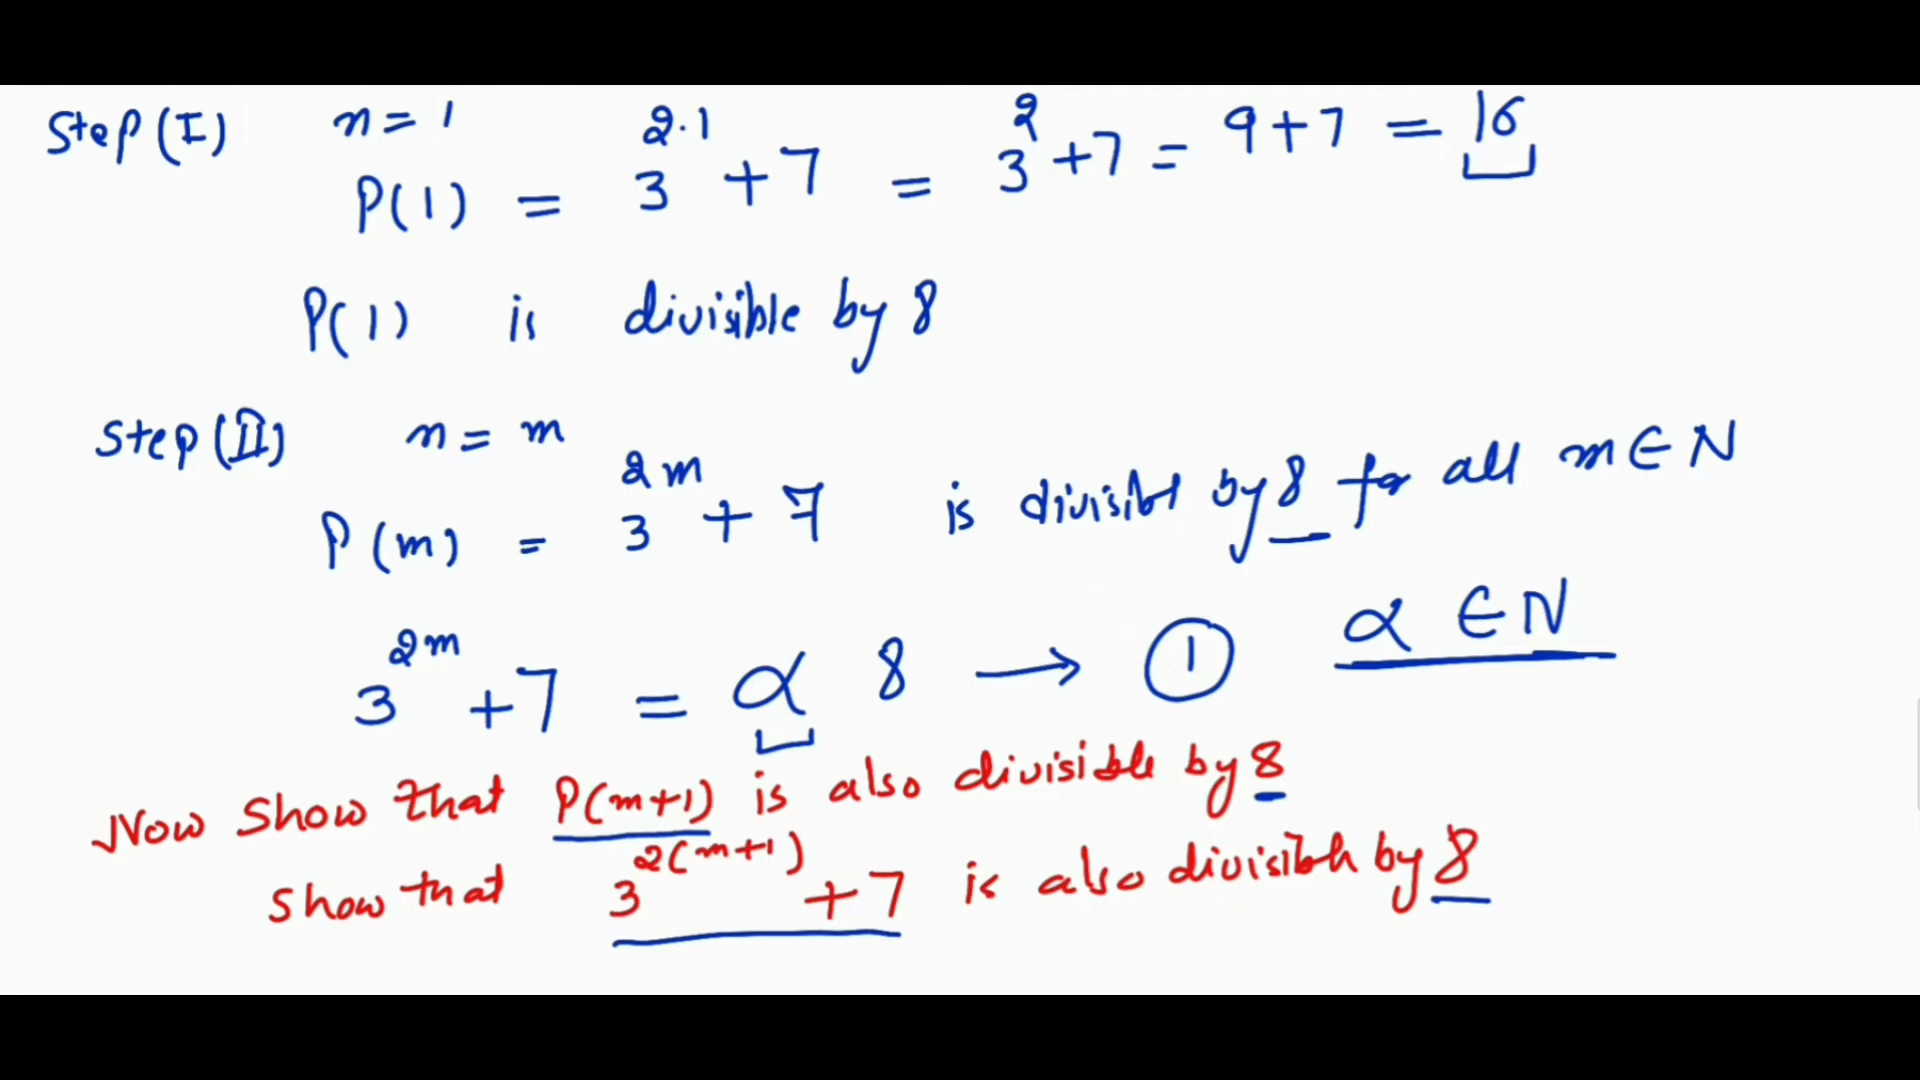 Step (I) n = 1
P(1) = 3^{2·1} + 7 = 3^2 + 7 = 9 + 7 = 16
P(1) is divisible by 8
Step (II) n = m
P(m) = 3^{2m} + 7 is divisible by 8 for all m ∈ N
3^{2m} + 7 = α 8 → ① α ∈ N
Now show that P(m+1) is also divisible by 8
show that 3^{2(m+1)} + 7 is also divisible by 8